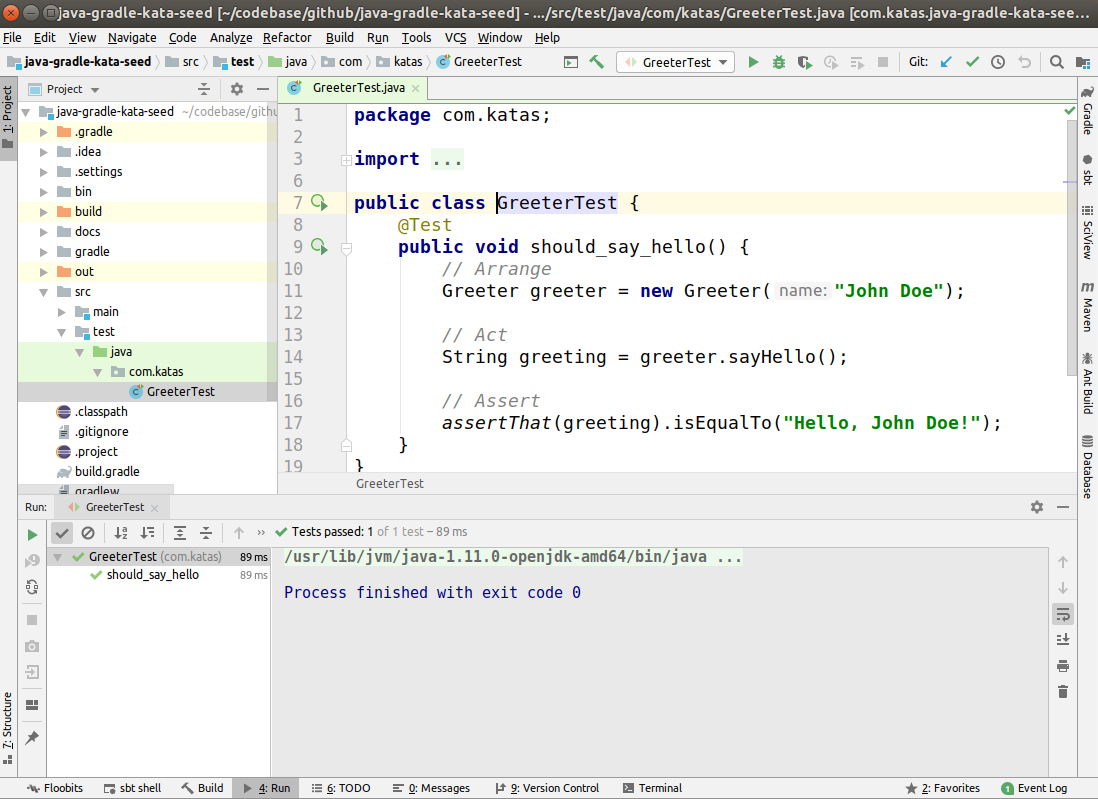 java-gradle-kata-seed [~/codebase/github/java-gradle-kata-seed] - .../src/test/java/com/katas/GreeterTest.java [com.katas.java-gradle-kata-see...
File Edit View Navigate Code Analyze Refactor Build Run Tools VCS Window Help
java-gradle-kata-seed src test java com katas GreeterTest GreeterTest Git:
1: Project
Project
GreeterTest.java
java-gradle-kata-seed ~/codebase/githu
.gradle
.idea
.settings
bin
build
docs
gradle
out
src
main
test
java
com.katas
GreeterTest
.classpath
.gitignore
.project
build.gradle
gradlew
1 package com.katas;
2
3 import ...
6
7 public class GreeterTest {
8 @Test
9 public void should_say_hello() {
10 // Arrange
11 Greeter greeter = new Greeter( name: "John Doe");
12
13 // Act
14 String greeting = greeter.sayHello();
15
16 // Assert
17 assertThat(greeting).isEqualTo("Hello, John Doe!");
18 }
19 }
GreeterTest
Gradle
sbt
SciView
m
Maven
Ant Build
Database
Run: GreeterTest
Tests passed: 1 of 1 test – 89 ms
GreeterTest (com.katas) 89 ms
should_say_hello 89 ms
/usr/lib/jvm/java-1.11.0-openjdk-amd64/bin/java ...
Process finished with exit code 0
7: Structure
Floobits sbt shell Build 4: Run 6: TODO 0: Messages 9: Version Control Terminal 2: Favorites 1 Event Log